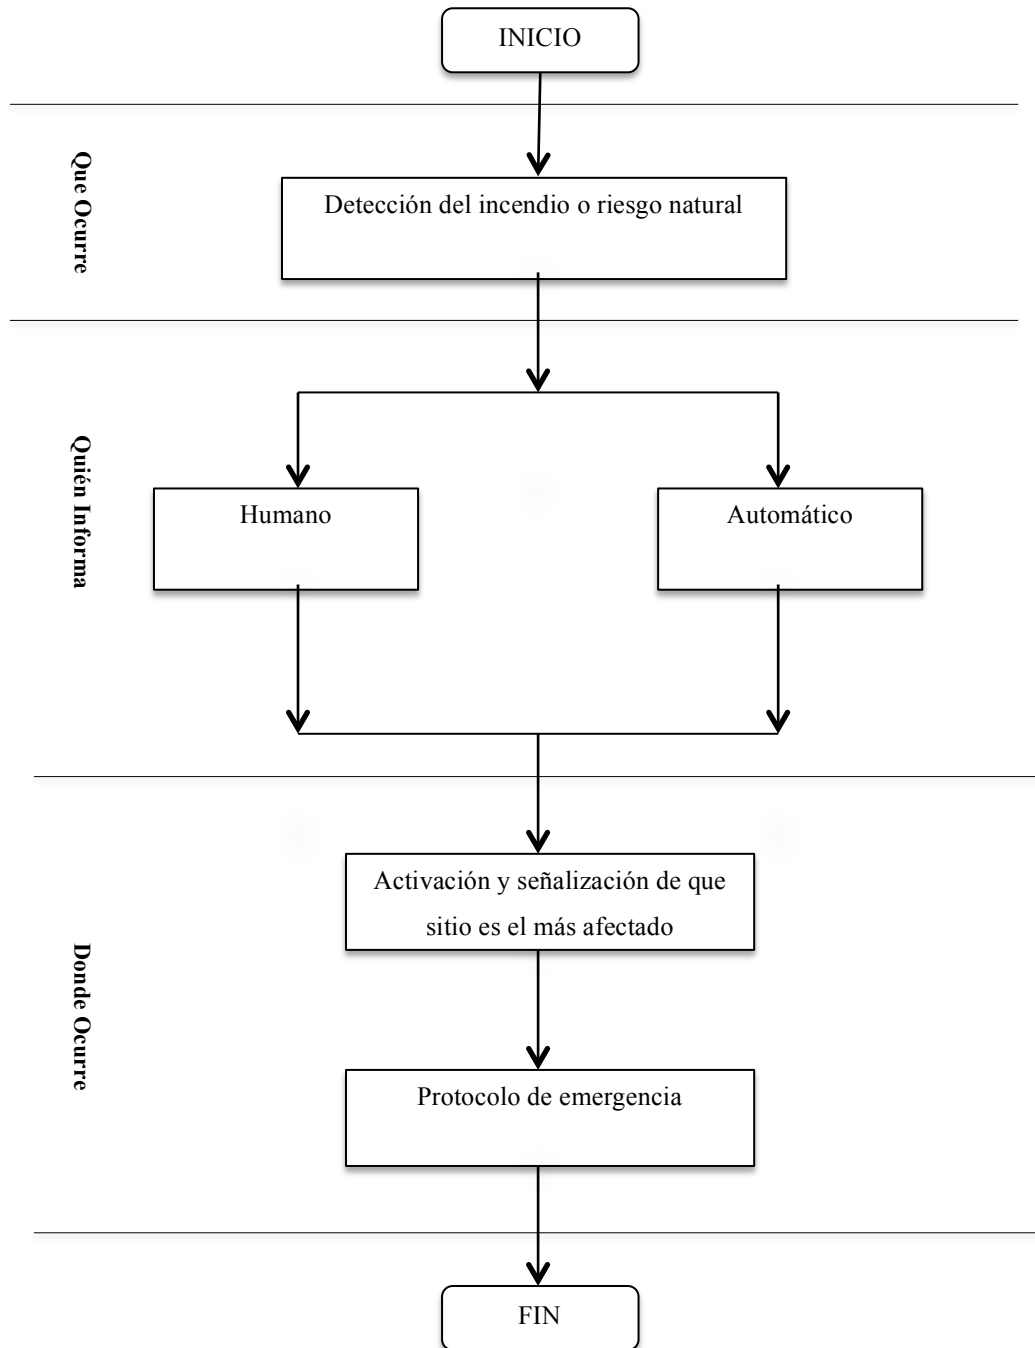 INICIO
Que Ocurre
Detección del incendio o riesgo natural
Quién Informa
Humano
Automático
Donde Ocurre
Activación y señalización de que
sitio es el más afectado
Protocolo de emergencia
FIN